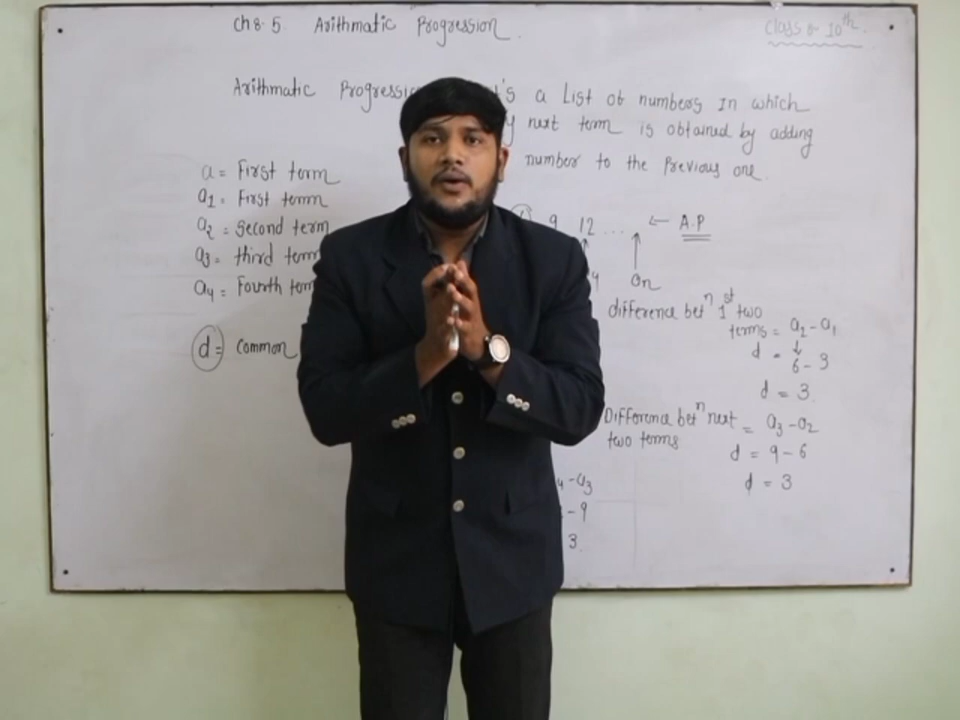 Ch 8- 5. Arithmatic Progression.
Class 8- 10th
Arithmatic Progression 's a List of numbers In which
next term is obtained by adding
number to the Previous one.
a = First term
a1 = First term
a2 = second term
a3 = third term
a4 = Fourth term
d = Common
9 12 ... ← A.P
an
difference betn 1st two
terms = a2 - a1
d = 6 - 3
d = 3.
Difference betn next
two terms = a3 - a2
d = 9 - 6
d = 3
- a3
- 9
3